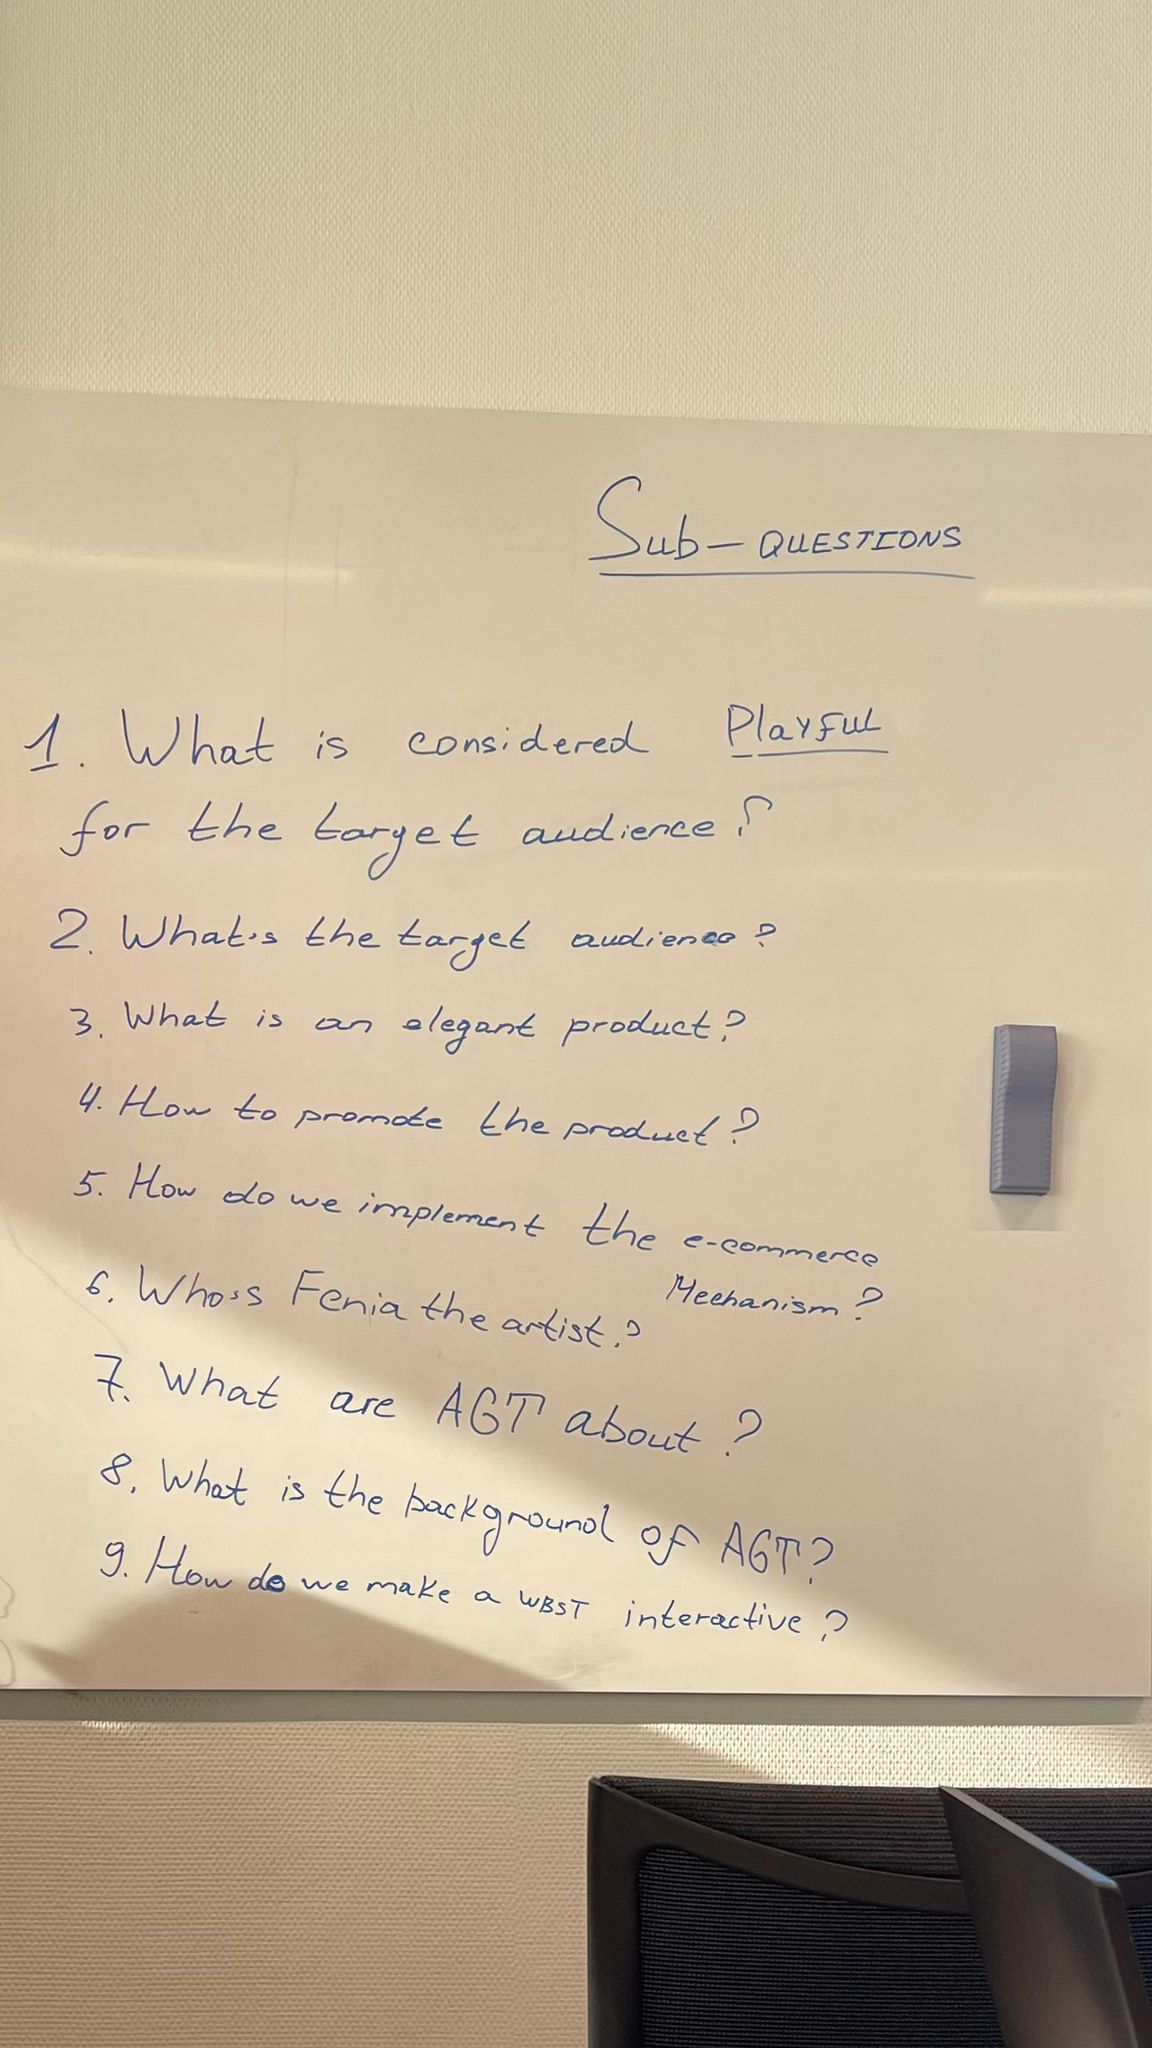 Sub-QUESTIONS
1. What is considered Playful
for the target audience?
2. What's the target audience?
3. What is an elegant product?
4. How to promote the product?
5. How do we implement the e-commerce
Mechanism?
6. Who's Fenia the artist?
7. What are AGT about?
8. What is the background of AGT?
9. How do we make a WBST interactive?